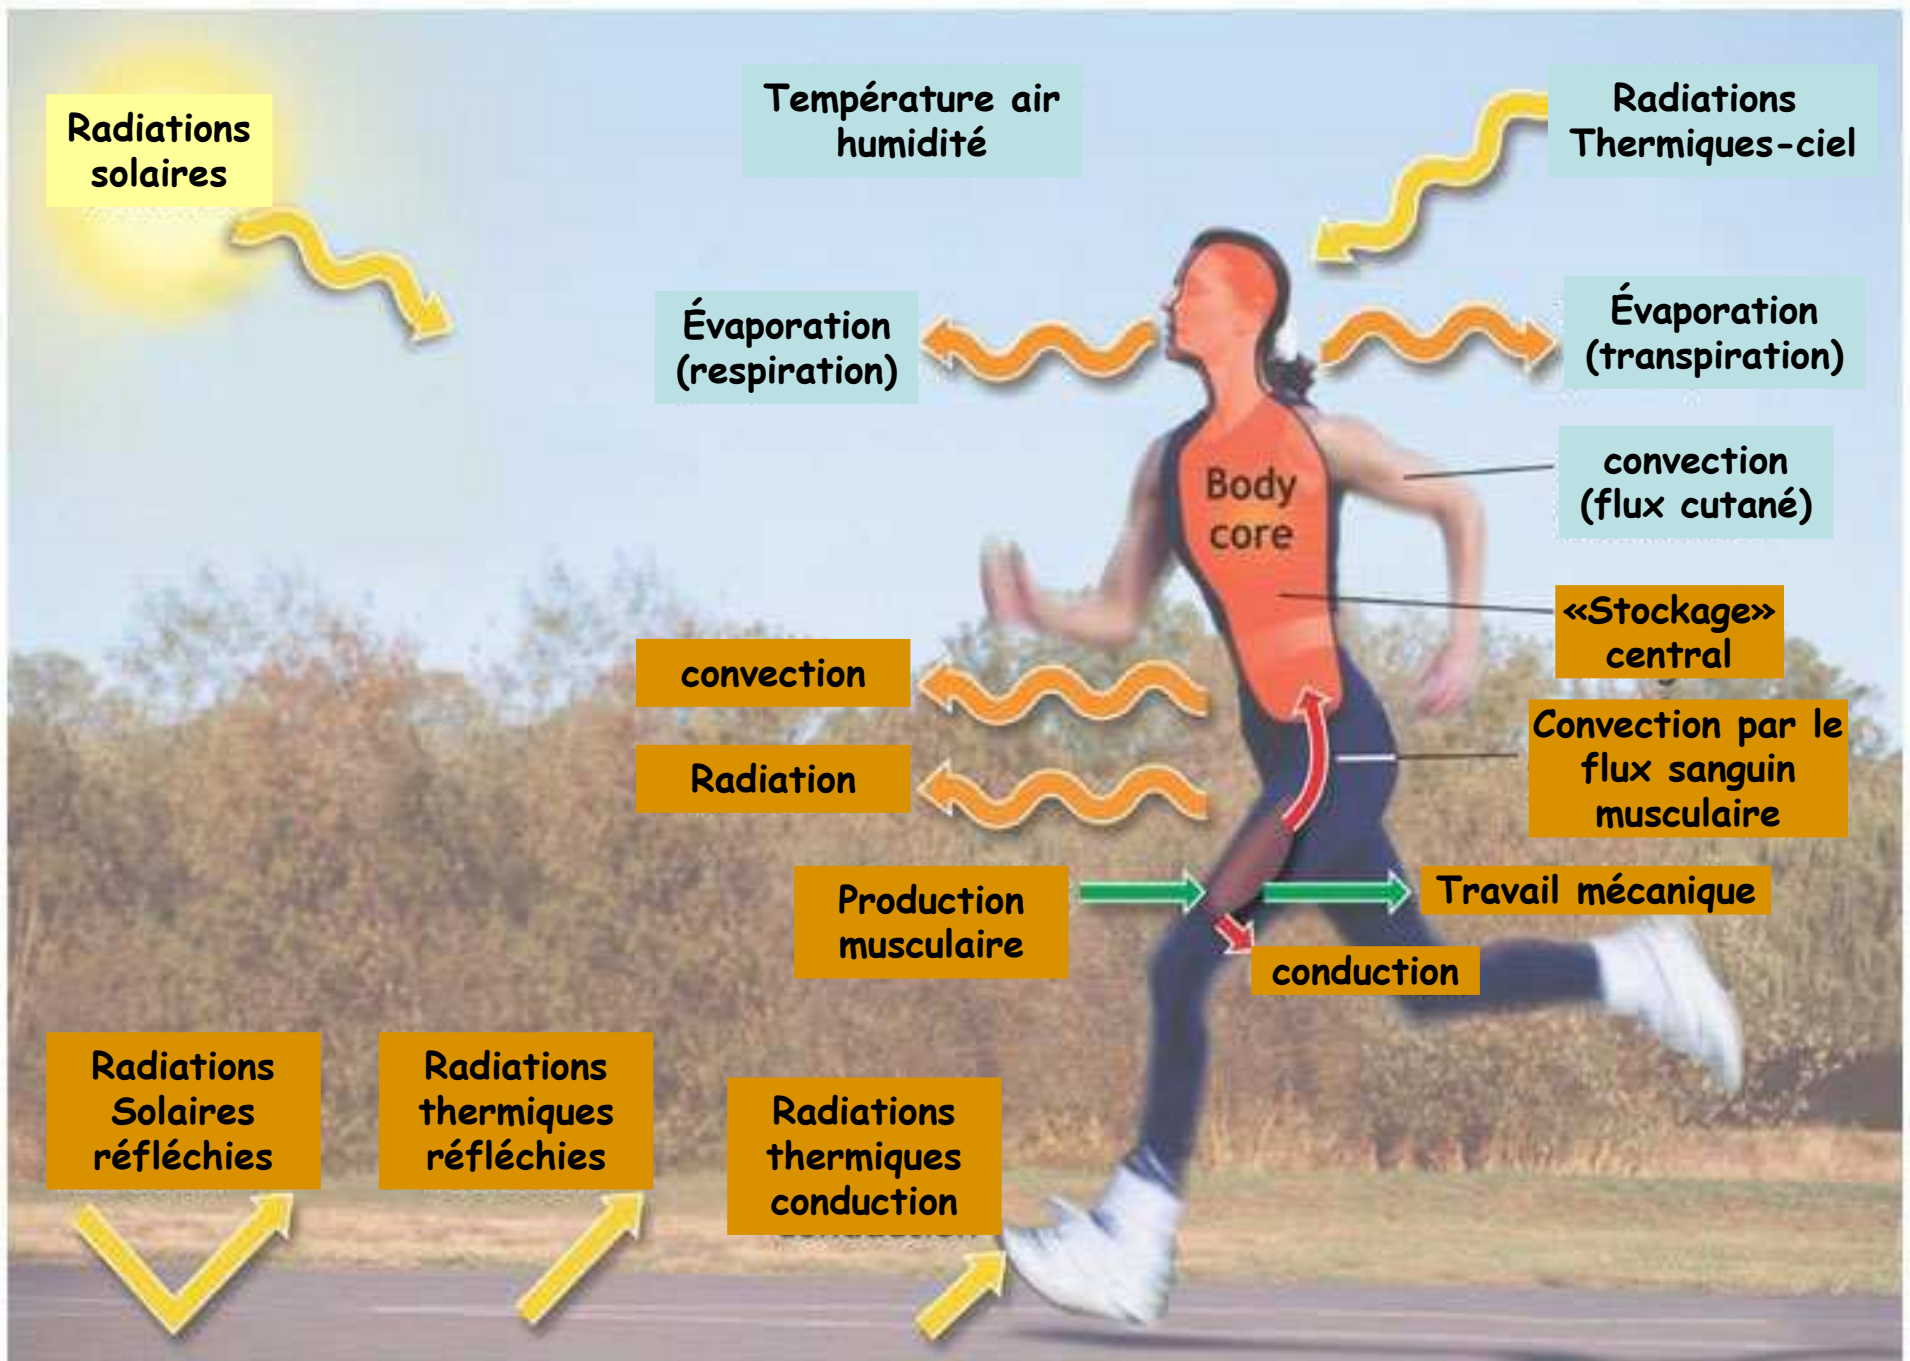 Radiations
solaires
Température air
humidité
Radiations
Thermiques-ciel
Évaporation
(respiration)
Évaporation
(transpiration)
convection
(flux cutané)
Body
core
«Stockage»
central
convection
Convection par le
flux sanguin
musculaire
Radiation
Production
musculaire
Travail mécanique
conduction
Radiations
Solaires
réfléchies
Radiations
thermiques
réfléchies
Radiations
thermiques
conduction